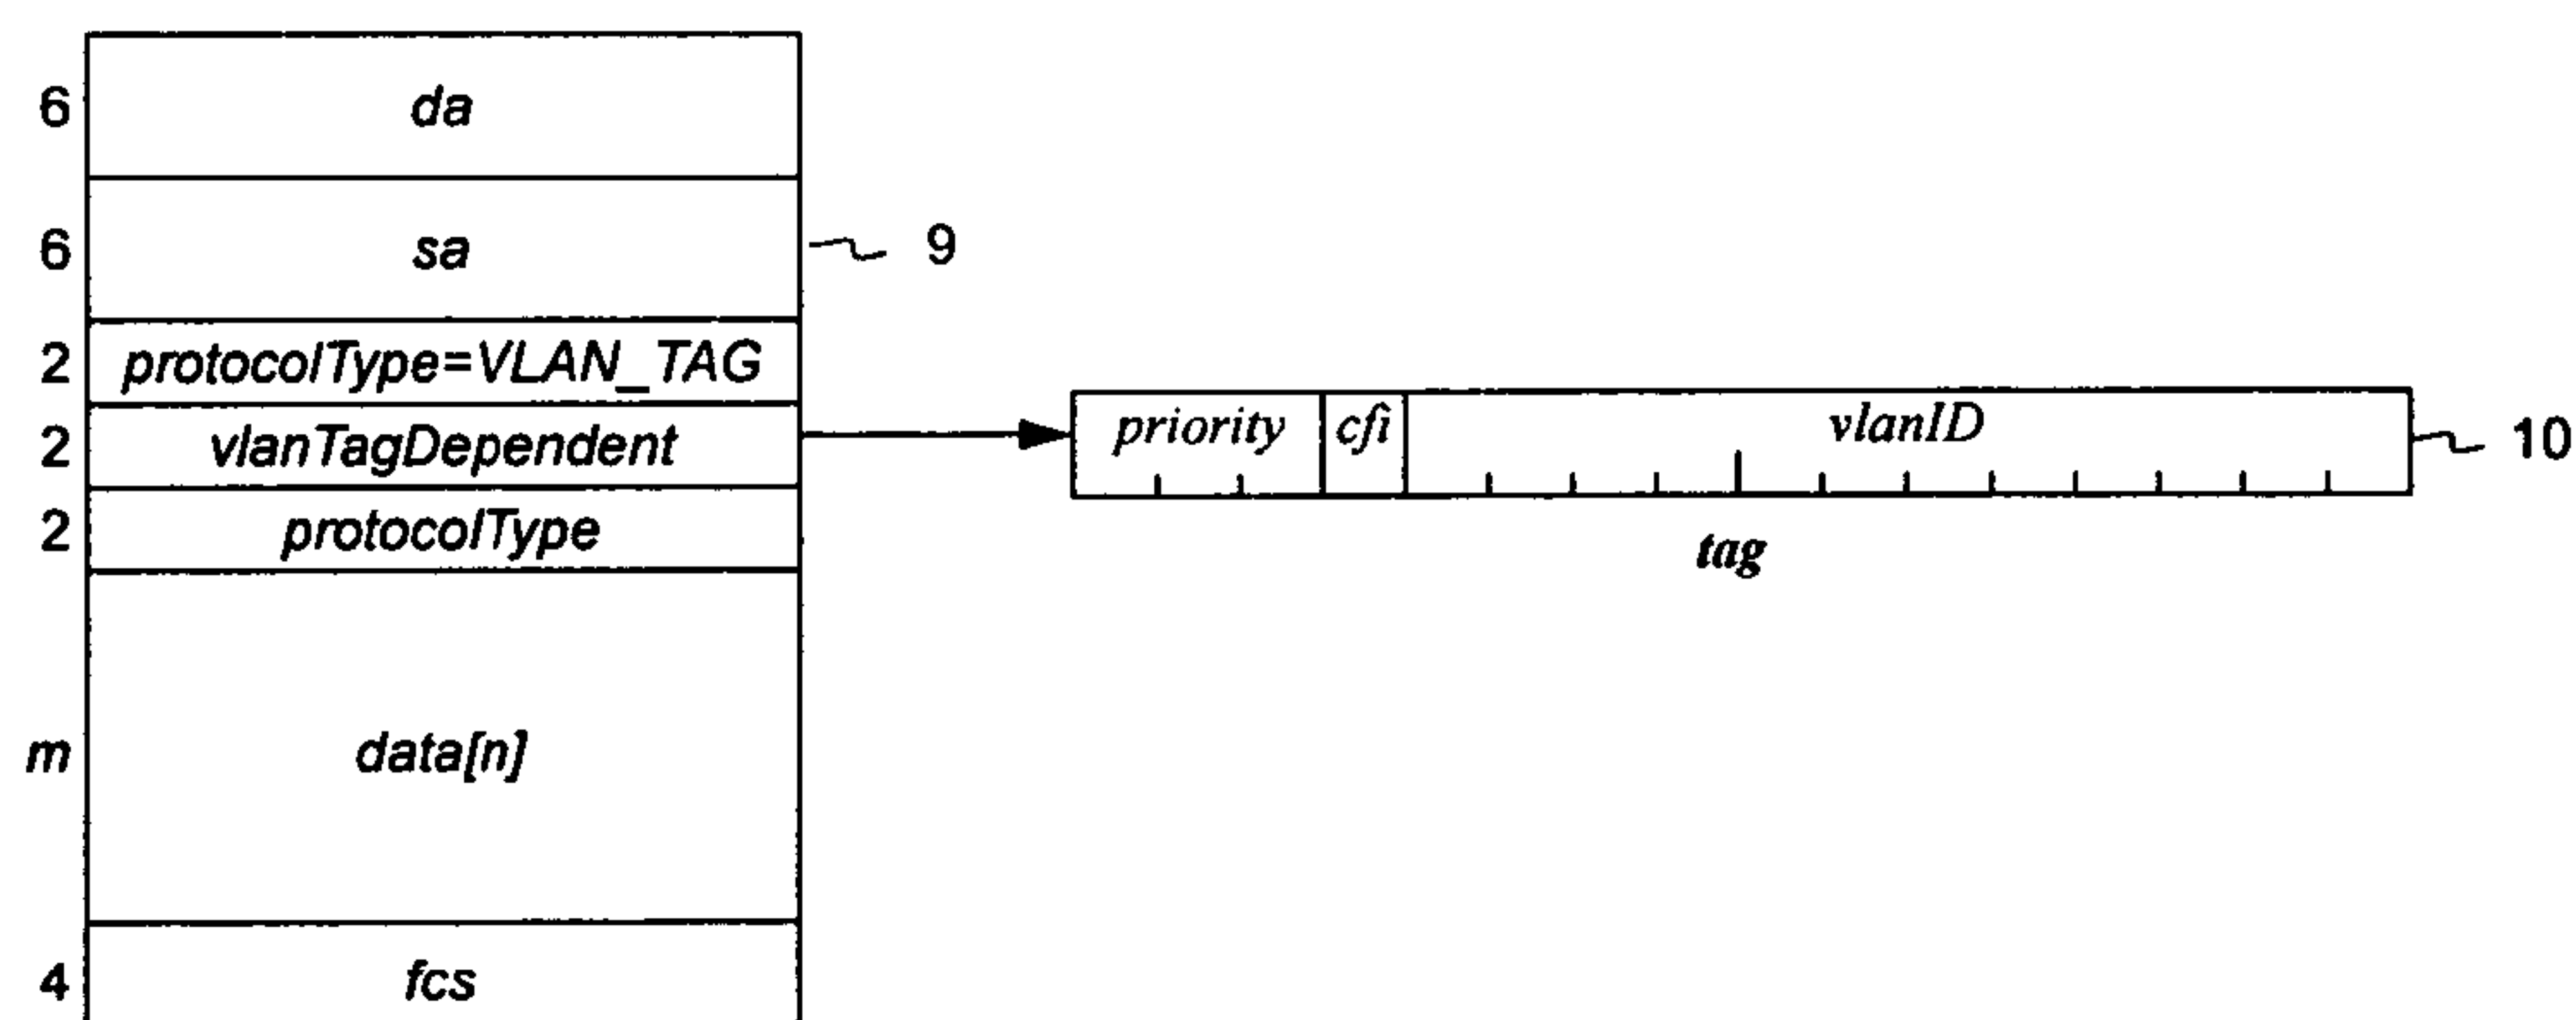 6 da
6 sa 9
2 protocolType=VLAN_TAG
2 vlanTagDependent priority cfi vlanID 10
2 protocolType tag
m data[n]
4 fcs